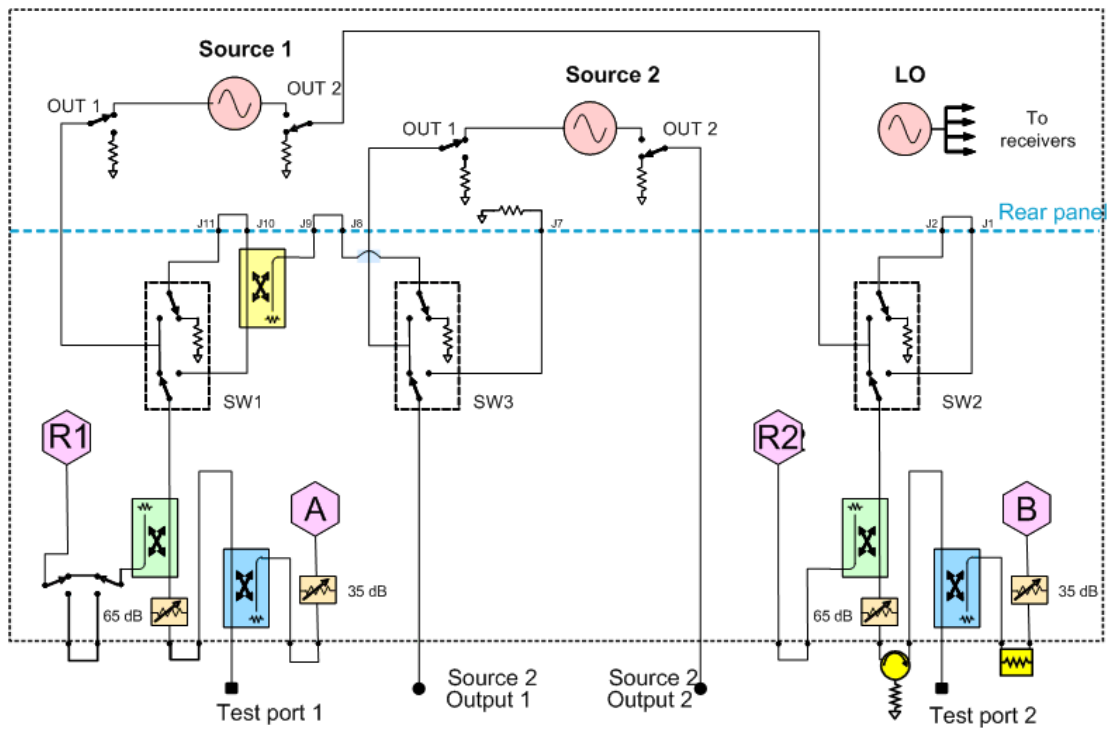 Source 1
OUT 1
OUT 2
Source 2
OUT 1
OUT 2
LO
To
receivers
J11
J10
J9
J8
J7
J2
J1
Rear panel
SW1
SW3
SW2
R1
A
R2
B
65 dB
35 dB
65 dB
35 dB
Test port 1
Source 2
Output 1
Source 2
Output 2
Test port 2